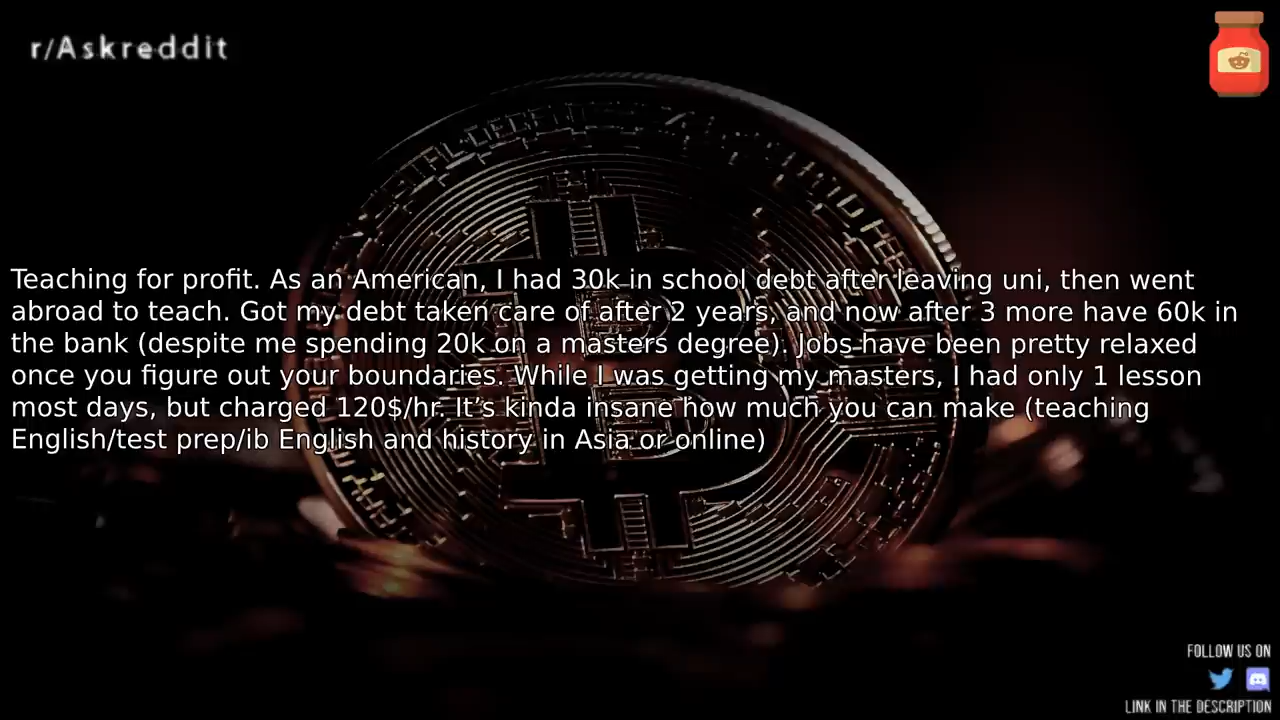 r/Askreddit
Teaching for profit. As an American, I had 30k in school debt after leaving uni, then went
abroad to teach. Got my debt taken care of after 2 years, and now after 3 more have 60k in
the bank (despite me spending 20k on a masters degree). Jobs have been pretty relaxed
once you figure out your boundaries. While I was getting my masters, I had only 1 lesson
most days, but charged 120$/hr. It’s kinda insane how much you can make (teaching
English/test prep/ib English and history in Asia or online)
FOLLOW US ON
LINK IN THE DESCRIPTION